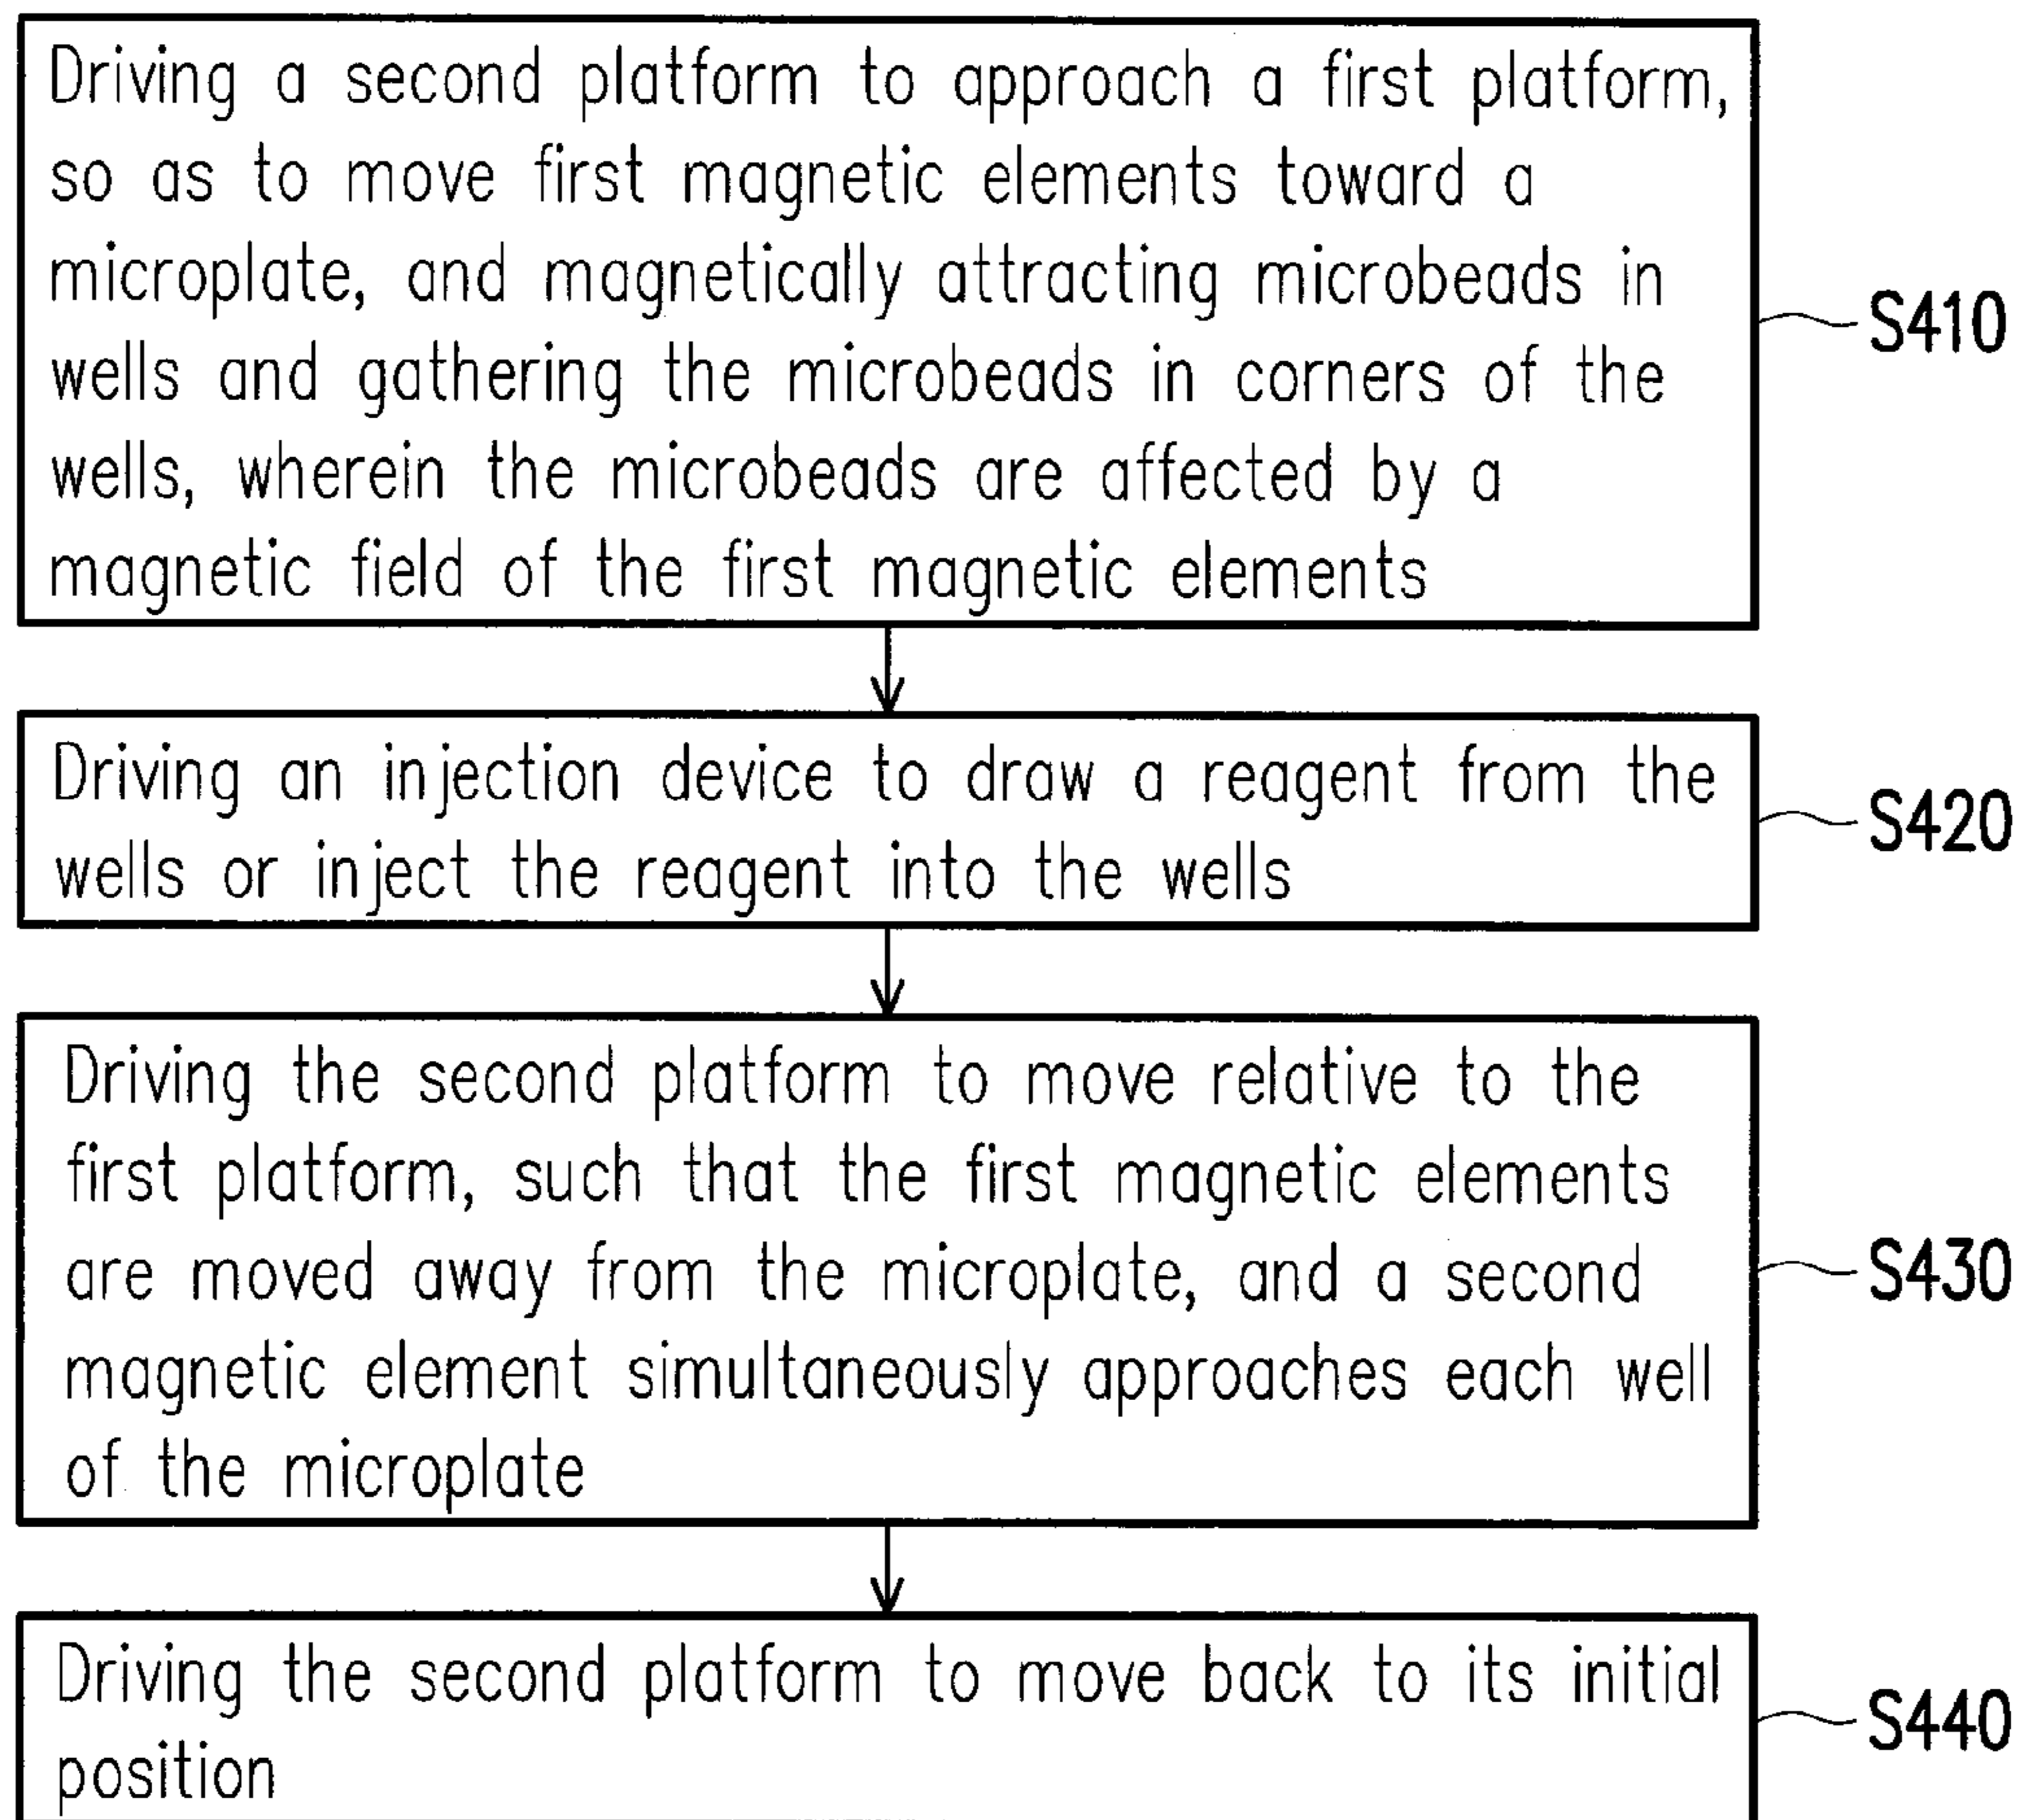 Driving a second platform to approach a first platform,
so as to move first magnetic elements toward a
microplate, and magnetically attracting microbeads in
wells and gathering the microbeads in corners of the
wells, wherein the microbeads are affected by a
magnetic field of the first magnetic elements
S410
Driving an injection device to draw a reagent from the
wells or inject the reagent into the wells
S420
Driving the second platform to move relative to the
first platform, such that the first magnetic elements
are moved away from the microplate, and a second
magnetic element simultaneously approaches each well
of the microplate
S430
Driving the second platform to move back to its initial
position
S440